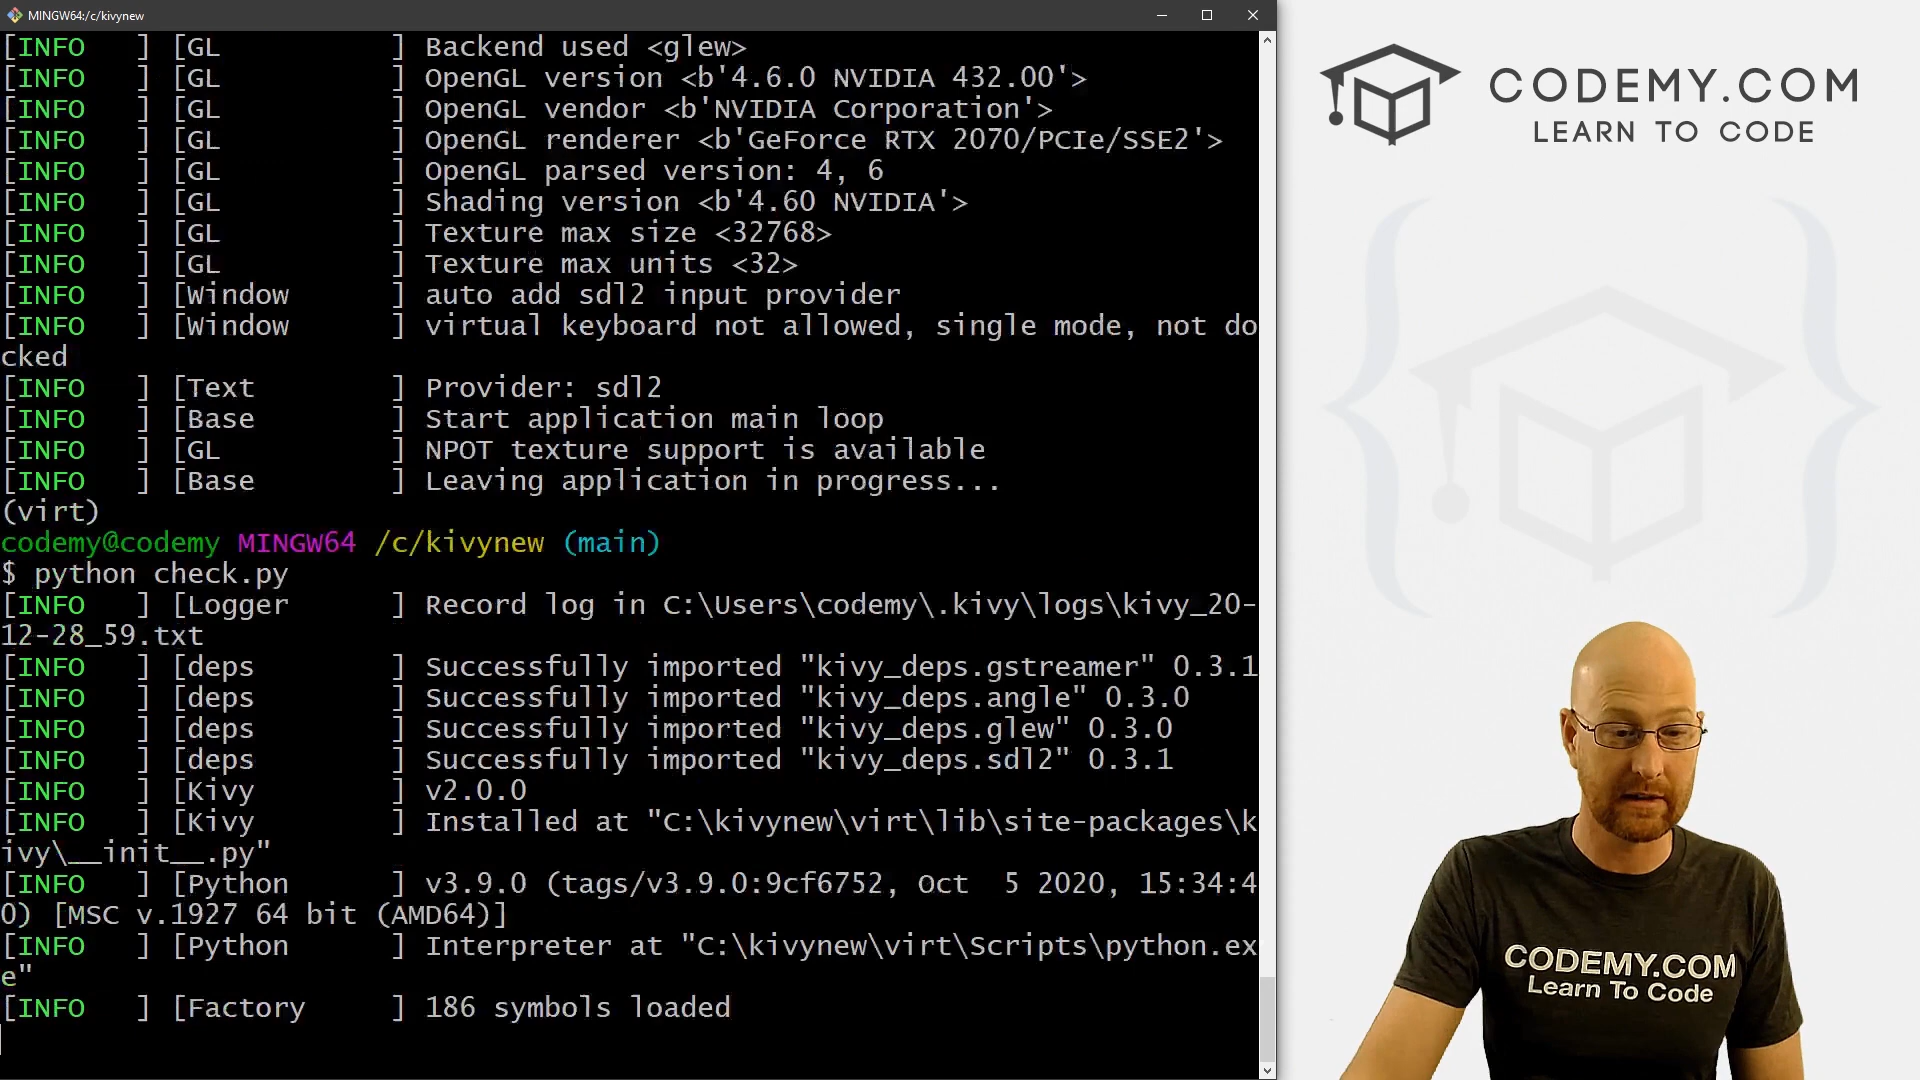 MINGW64:/c/kivynew
[INFO   ] [GL          ] Backend used <glew>
[INFO   ] [GL          ] OpenGL version <b'4.6.0 NVIDIA 432.00'>
[INFO   ] [GL          ] OpenGL vendor <b'NVIDIA Corporation'>
[INFO   ] [GL          ] OpenGL renderer <b'GeForce RTX 2070/PCIe/SSE2'>
[INFO   ] [GL          ] OpenGL parsed version: 4, 6
[INFO   ] [GL          ] Shading version <b'4.60 NVIDIA'>
[INFO   ] [GL          ] Texture max size <32768>
[INFO   ] [GL          ] Texture max units <32>
[INFO   ] [Window      ] auto add sdl2 input provider
[INFO   ] [Window      ] virtual keyboard not allowed, single mode, not do
cked
[INFO   ] [Text        ] Provider: sdl2
[INFO   ] [Base        ] Start application main loop
[INFO   ] [GL          ] NPOT texture support is available
[INFO   ] [Base        ] Leaving application in progress...
(virt)
codemy@codemy MINGW64 /c/kivynew (main)
$ python check.py
[INFO   ] [Logger      ] Record log in C:\Users\codemy\.kivy\logs\kivy_20-
12-28_59.txt
[INFO   ] [deps        ] Successfully imported "kivy_deps.gstreamer" 0.3.1
[INFO   ] [deps        ] Successfully imported "kivy_deps.angle" 0.3.0
[INFO   ] [deps        ] Successfully imported "kivy_deps.glew" 0.3.0
[INFO   ] [deps        ] Successfully imported "kivy_deps.sdl2" 0.3.1
[INFO   ] [Kivy        ] v2.0.0
[INFO   ] [Kivy        ] Installed at "C:\kivynew\virt\lib\site-packages\k
ivy\__init__.py"
[INFO   ] [Python      ] v3.9.0 (tags/v3.9.0:9cf6752, Oct  5 2020, 15:34:4
0) [MSC v.1927 64 bit (AMD64)]
[INFO   ] [Python      ] Interpreter at "C:\kivynew\virt\Scripts\python.ex
e"
[INFO   ] [Factory     ] 186 symbols loaded
CODEMY.COM
LEARN TO CODE
CODEMY.COM
Learn To Code